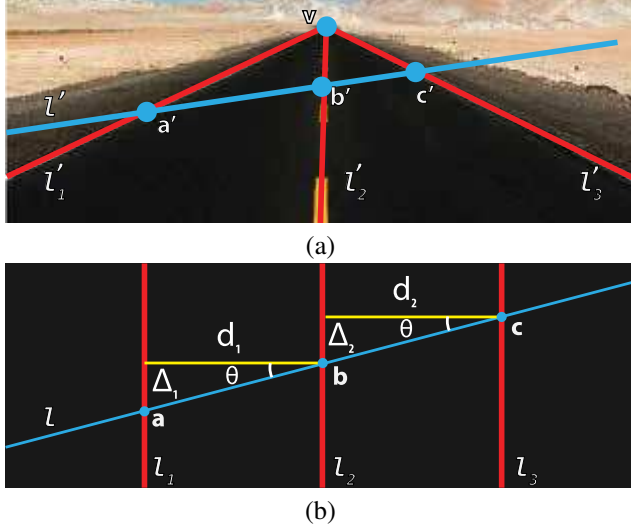 v
l'
a'
b'
c'
l'₁
l'₂
l'₃
(a)
d₁
d₂
Δ₁
θ
Δ₂
θ
a
b
c
l
l₁
l₂
l₃
(b)